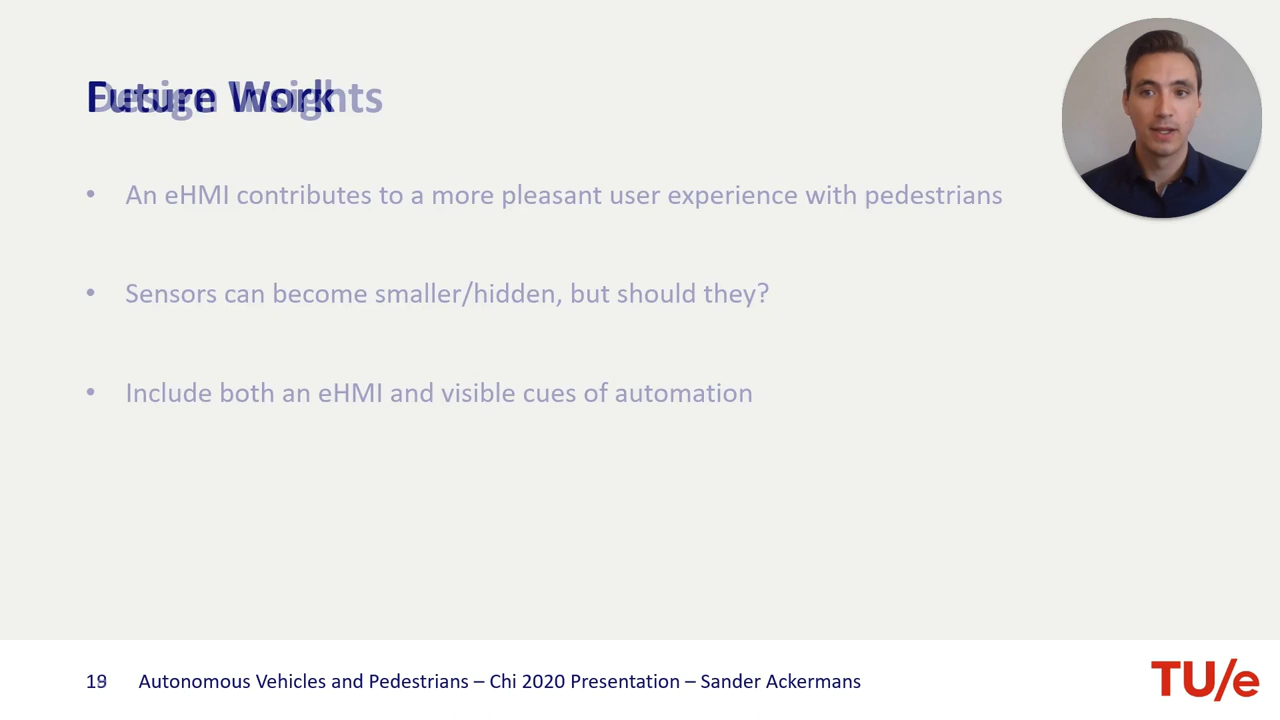 Future Work
Design Insights
• An eHMI contributes to a more pleasant user experience with pedestrians
• Sensors can become smaller/hidden, but should they?
• Include both an eHMI and visible cues of automation
Autonomous Vehicles and Pedestrians – Chi 2020 Presentation – Sander Ackermans
TU/e